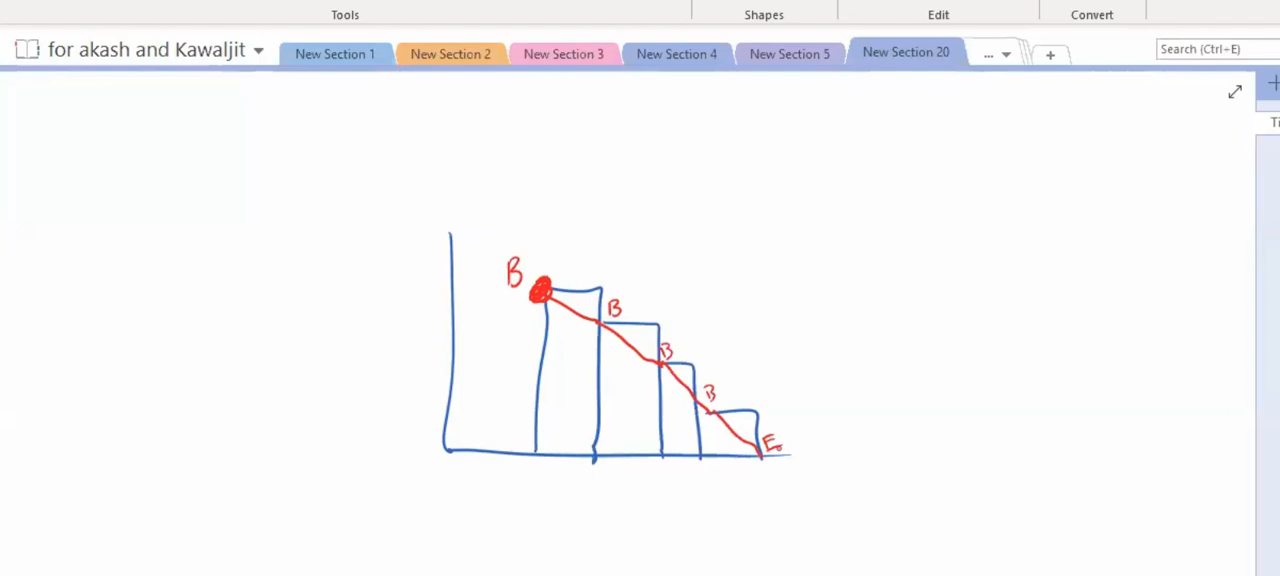 Tools Shapes Edit Convert
for akash and Kawaljit New Section 1 New Section 2 New Section 3 New Section 4 New Section 5 New Section 20 ... + Search (Ctrl+E)
B
B
B
B
E